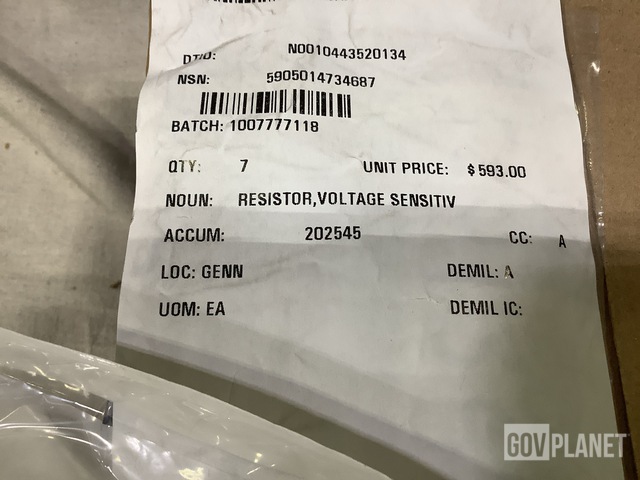 DTID: N0010443520134
NSN: 5905014734687
BATCH: 1007777118
QTY: 7 UNIT PRICE: $ 593.00
NOUN: RESISTOR,VOLTAGE SENSITIV
ACCUM: 202545 CC: A
LOC: GENN DEMIL: A
UOM: EA DEMIL IC:
GOVPLANET